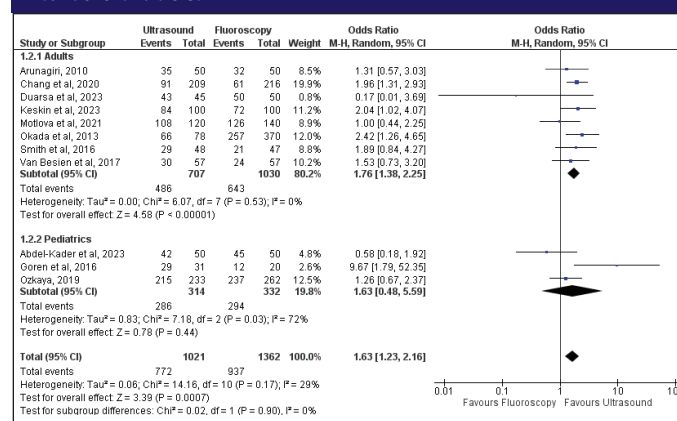 Ultrasound Fluoroscopy Odds Ratio Odds Ratio
Study or Subgroup Events Total Events Total Weight M-H, Random, 95% CI M-H, Random, 95% CI
1.2.1 Adults
Arunagiri, 2010 35 50 32 50 8.5% 1.31 [0.57, 3.03]
Chang et al, 2020 91 209 61 216 19.9% 1.96 [1.31, 2.93]
Duarsa et al, 2023 43 45 50 50 0.8% 0.17 [0.01, 3.69]
Keskin et al, 2023 84 100 72 100 9.5% 2.04 [1.02, 4.07]
Motlova et al, 2021 108 120 126 140 8.0% 1.00 [0.44, 2.25]
Okada et al, 2013 66 78 257 370 12.0% 2.42 [1.26, 4.65]
Smith et al, 2016 29 48 21 47 8.8% 1.89 [0.84, 4.27]
Van Besien et al, 2017 30 57 24 57 10.2% 1.53 [0.73, 3.20]
Subtotal (95% CI) 707 1030 80.2% 1.76 [1.38, 2.25]
Total events 486 643
Heterogeneity: Tau² = 0.00; Chi² = 6.07, df = 7 (P = 0.53); I² = 0%
Test for overall effect: Z = 4.58 (P < 0.00001)
1.2.2 Pediatrics
Abdel-Kader et al, 2023 42 50 45 50 4.8% 0.58 [0.18, 1.92]
Goren et al, 2016 29 31 12 20 2.6% 9.67 [1.79, 52.35]
Ozkaya, 2019 215 233 237 262 12.5% 1.26 [0.67, 2.37]
Subtotal (95% CI) 314 332 19.8% 1.63 [0.48, 5.59]
Total events 286 294
Heterogeneity: Tau² = 0.83; Chi² = 7.18, df = 2 (P = 0.03); I² = 72%
Test for overall effect: Z = 0.78 (P = 0.44)
Total (95% CI) 1021 1362 100.0% 1.63 [1.23, 2.16]
Total events 772 937
Heterogeneity: Tau² = 0.06; Chi² = 14.16, df = 10 (P = 0.17); I² = 29%
Test for overall effect: Z = 3.39 (P = 0.0007)
Test for subgroup differences: Chi² = 0.02, df = 1 (P = 0.90), I² = 0%
0.01 0.1 1 10
Favours Fluoroscopy Favours Ultrasound